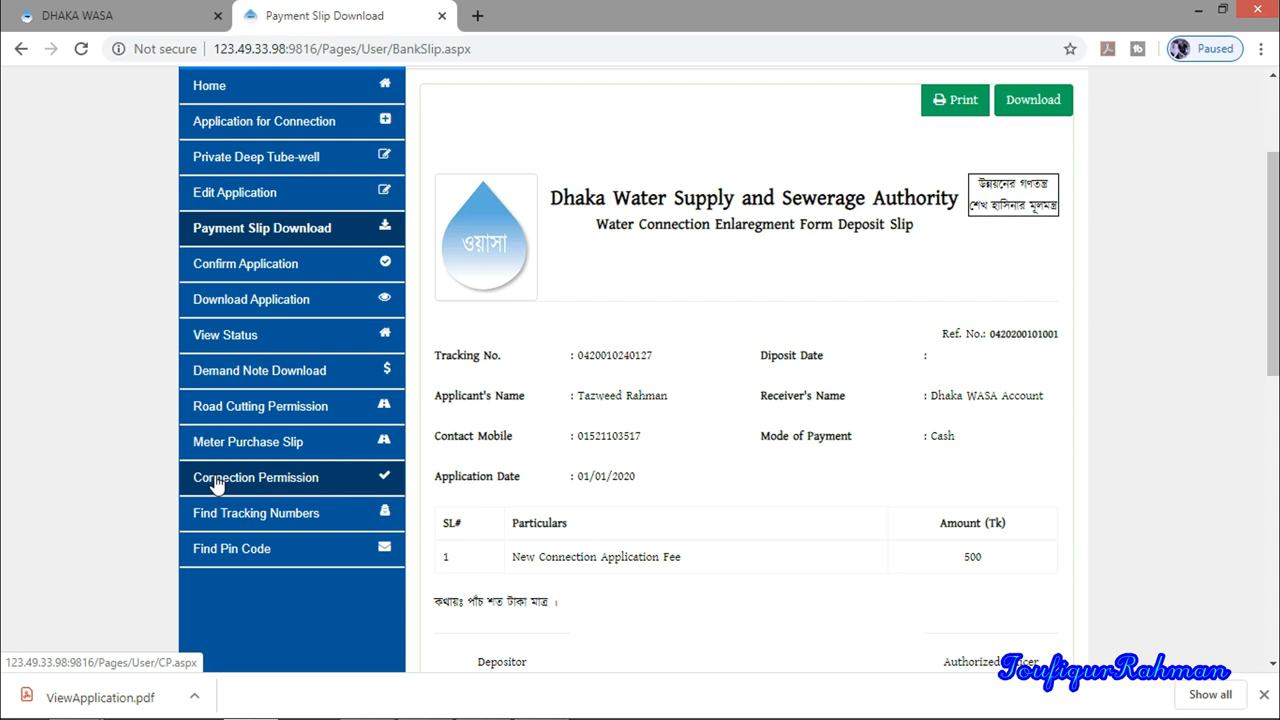 DHAKA WASA
Payment Slip Download
Not secure
123.49.33.98:9816/Pages/User/BankSlip.aspx
Paused
Home
Application for Connection
Private Deep Tube-well
Edit Application
Payment Slip Download
Confirm Application
Download Application
View Status
Demand Note Download
Road Cutting Permission
Meter Purchase Slip
Connection Permission
Find Tracking Numbers
Find Pin Code
Print Download
ওয়াসা
Dhaka Water Supply and Sewerage Authority
Water Connection Enlaregment Form Deposit Slip
উন্নয়নের গণতন্ত্র
শেখ হাসিনার মূলমন্ত্র
Ref. No.: 0420200101001
Tracking No. : 0420010240127 Diposit Date :
Applicant's Name : Tazweed Rahman Receiver's Name : Dhaka WASA Account
Contact Mobile : 01521103517 Mode of Payment : Cash
Application Date : 01/01/2020
SL# Particulars Amount (Tk)
1 New Connection Application Fee 500
কথায়ঃ পাঁচ শত টাকা মাত্র ।
Depositor Authorized Officer
ToufiqurRahman
123.49.33.98:9816/Pages/User/CP.aspx
ViewApplication.pdf
Show all